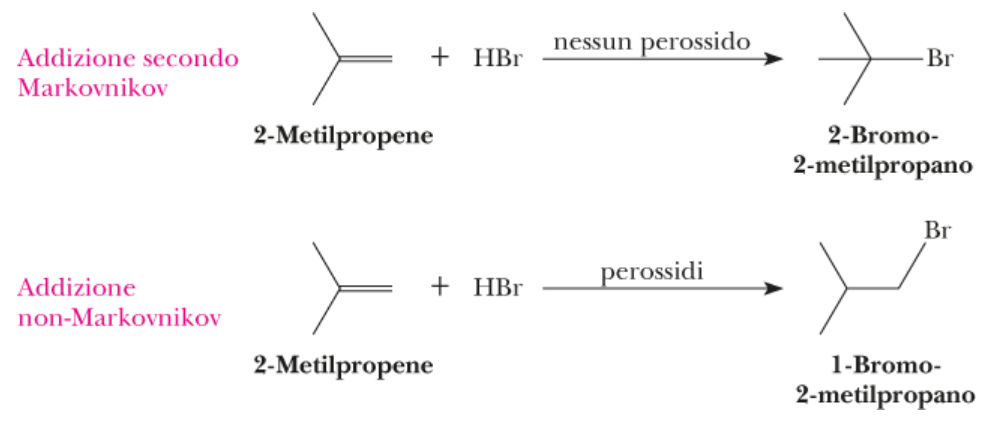 Addizione secondo
Markovnikov
+ HBr
nessun perossido
Br
2-Metilpropene
2-Bromo-
2-metilpropano
Addizione
non-Markovnikov
+ HBr
perossidi
Br
2-Metilpropene
1-Bromo-
2-metilpropano